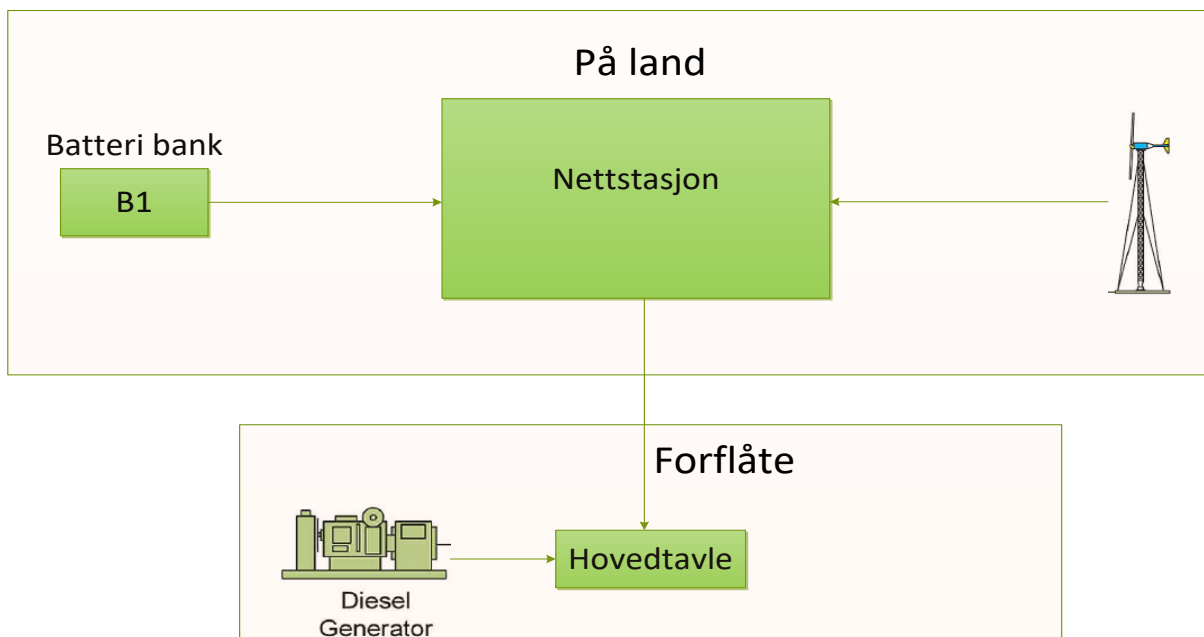 På land
Batteri bank
B1
Nettstasjon
Forflåte
Hovedtavle
Diesel
Generator